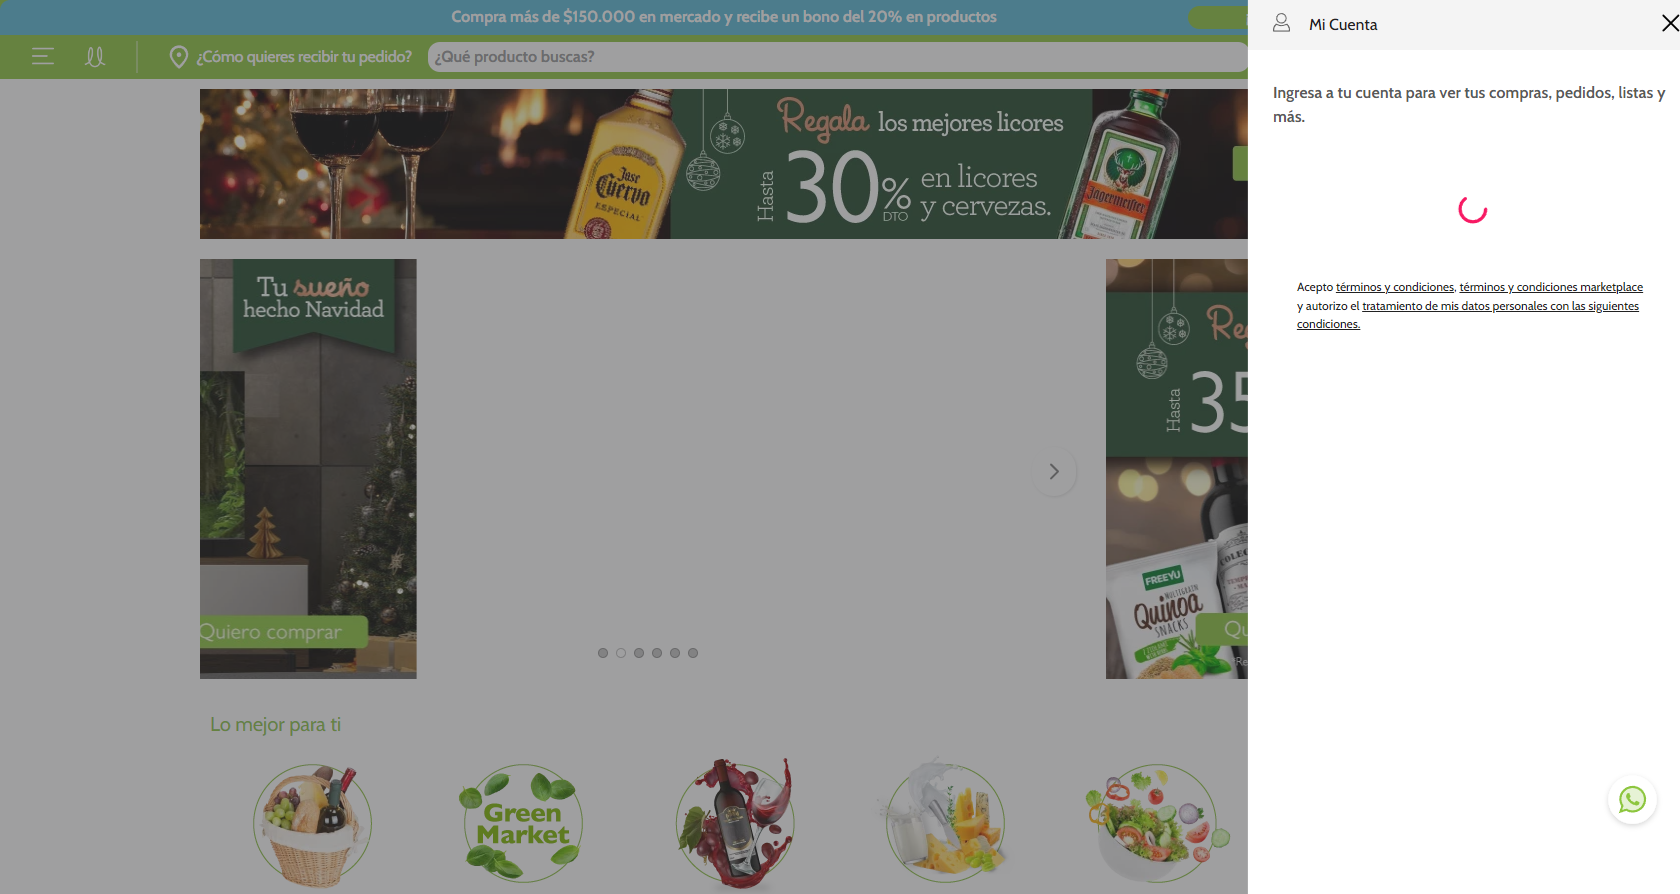 Compra más de $150.000 en mercado y recibe un bono del 20% en productos
¿Cómo quieres recibir tu pedido?
¿Qué producto buscas?
Mi Cuenta
Ingresa a tu cuenta para ver tus compras, pedidos, listas y
más.
Acepto términos y condiciones, términos y condiciones marketplace
y autorizo el tratamiento de mis datos personales con las siguientes
condiciones.
Jose
Cuervo
ESPECIAL
Regala los mejores licores
Hasta
30%
DTO
en licores
y cervezas.
Jägermeister
Tu sueño
hecho Navidad
Quiero comprar
Hasta
35
FREEYU
MULTIGRAIN
Quinoa
SNACKS
Lo mejor para ti
Green
Market